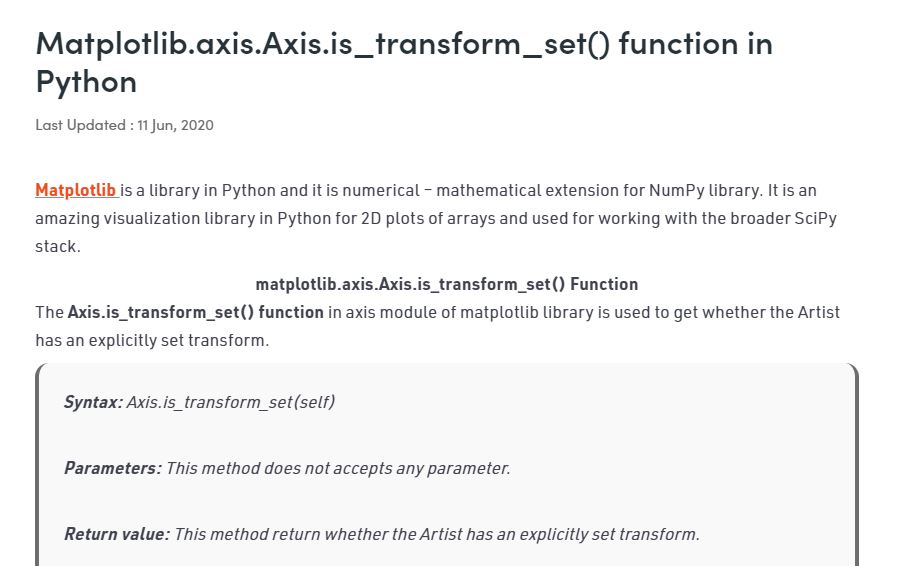 Matplotlib.axis.Axis.is_transform_set() function in
Python
Last Updated : 11 Jun, 2020
Matplotlib is a library in Python and it is numerical – mathematical extension for NumPy library. It is an
amazing visualization library in Python for 2D plots of arrays and used for working with the broader SciPy
stack.
matplotlib.axis.Axis.is_transform_set() Function
The Axis.is_transform_set() function in axis module of matplotlib library is used to get whether the Artist
has an explicitly set transform.
Syntax: Axis.is_transform_set(self)
Parameters: This method does not accepts any parameter.
Return value: This method return whether the Artist has an explicitly set transform.